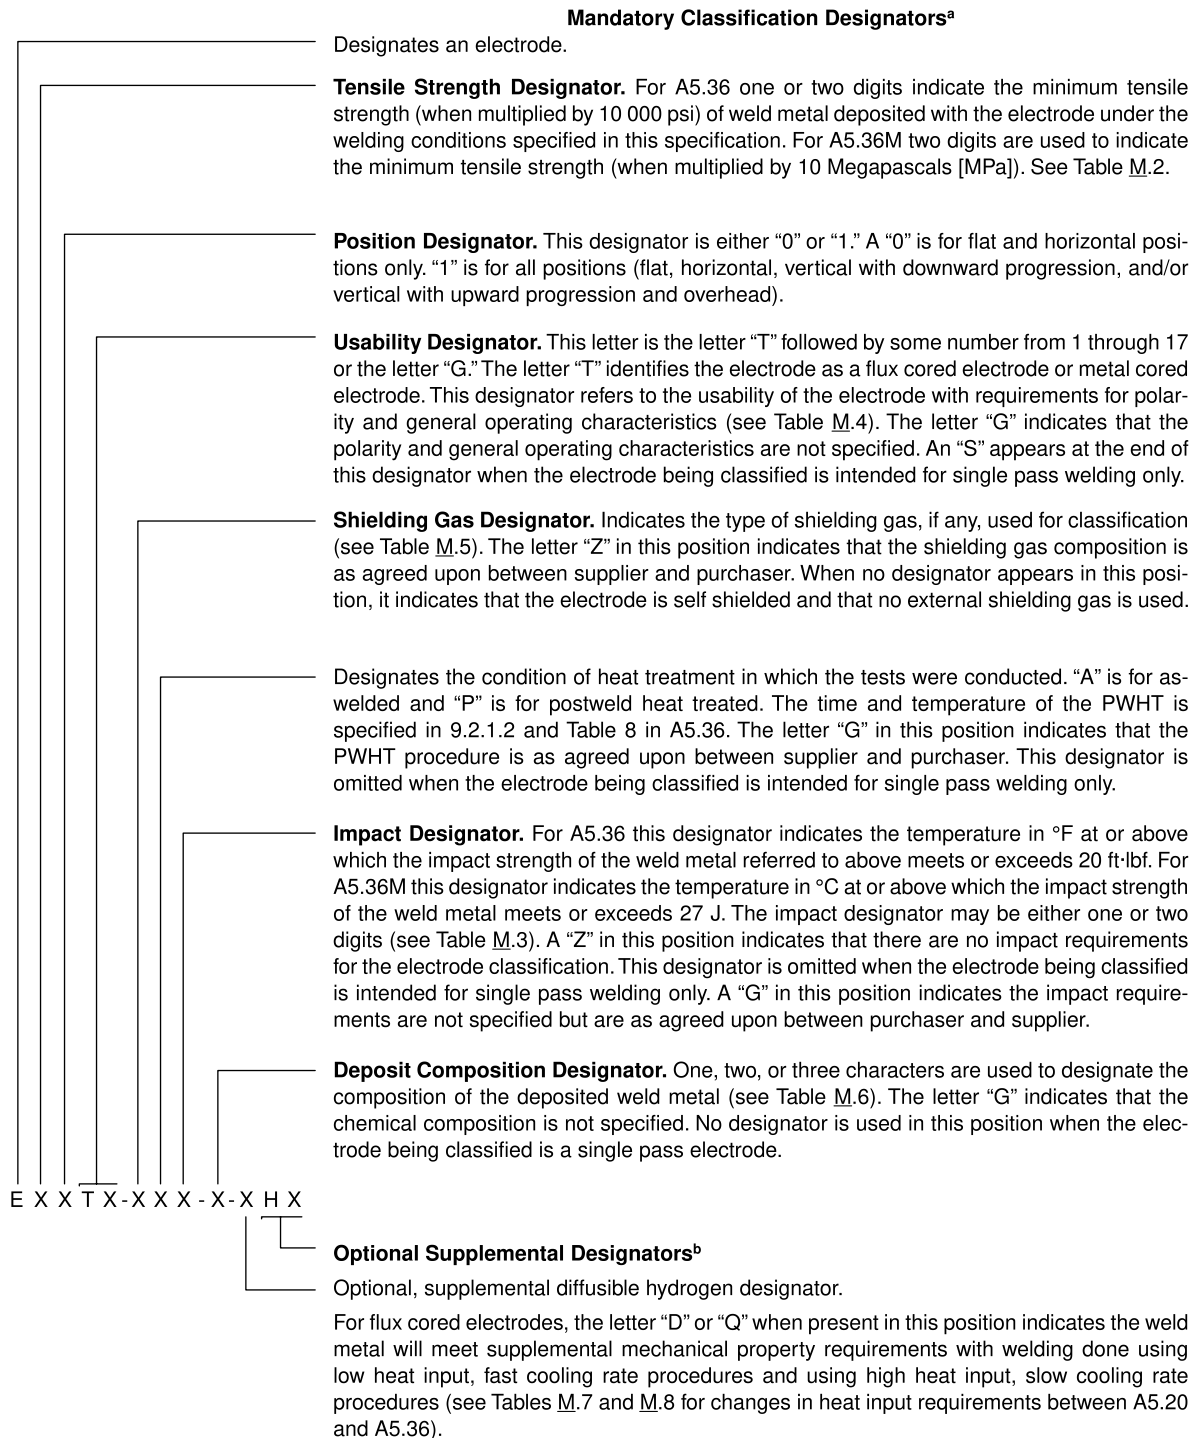 Mandatory Classification Designatorsᵃ
Designates an electrode.
Tensile Strength Designator. For A5.36 one or two digits indicate the minimum tensile
strength (when multiplied by 10 000 psi) of weld metal deposited with the electrode under the
welding conditions specified in this specification. For A5.36M two digits are used to indicate
the minimum tensile strength (when multiplied by 10 Megapascals [MPa]). See Table M.2.
Position Designator. This designator is either “0” or “1.” A “0” is for flat and horizontal posi-
tions only. “1” is for all positions (flat, horizontal, vertical with downward progression, and/or
vertical with upward progression and overhead).
Usability Designator. This letter is the letter “T” followed by some number from 1 through 17
or the letter “G.” The letter “T” identifies the electrode as a flux cored electrode or metal cored
electrode. This designator refers to the usability of the electrode with requirements for polar-
ity and general operating characteristics (see Table M.4). The letter “G” indicates that the
polarity and general operating characteristics are not specified. An “S” appears at the end of
this designator when the electrode being classified is intended for single pass welding only.
Shielding Gas Designator. Indicates the type of shielding gas, if any, used for classification
(see Table M.5). The letter “Z” in this position indicates that the shielding gas composition is
as agreed upon between supplier and purchaser. When no designator appears in this posi-
tion, it indicates that the electrode is self shielded and that no external shielding gas is used.
Designates the condition of heat treatment in which the tests were conducted. “A” is for as-
welded and “P” is for postweld heat treated. The time and temperature of the PWHT is
specified in 9.2.1.2 and Table 8 in A5.36. The letter “G” in this position indicates that the
PWHT procedure is as agreed upon between supplier and purchaser. This designator is
omitted when the electrode being classified is intended for single pass welding only.
Impact Designator. For A5.36 this designator indicates the temperature in °F at or above
which the impact strength of the weld metal referred to above meets or exceeds 20 ft·lbf. For
A5.36M this designator indicates the temperature in °C at or above which the impact strength
of the weld metal meets or exceeds 27 J. The impact designator may be either one or two
digits (see Table M.3). A “Z” in this position indicates that there are no impact requirements
for the electrode classification. This designator is omitted when the electrode being classified
is intended for single pass welding only. A “G” in this position indicates the impact require-
ments are not specified but are as agreed upon between purchaser and supplier.
Deposit Composition Designator. One, two, or three characters are used to designate the
composition of the deposited weld metal (see Table M.6). The letter “G” indicates that the
chemical composition is not specified. No designator is used in this position when the elec-
trode being classified is a single pass electrode.
E X X T X - X X X - X - X H X
Optional Supplemental Designatorsᵇ
Optional, supplemental diffusible hydrogen designator.
For flux cored electrodes, the letter “D” or “Q” when present in this position indicates the weld
metal will meet supplemental mechanical property requirements with welding done using
low heat input, fast cooling rate procedures and using high heat input, slow cooling rate
procedures (see Tables M.7 and M.8 for changes in heat input requirements between A5.20
and A5.36).